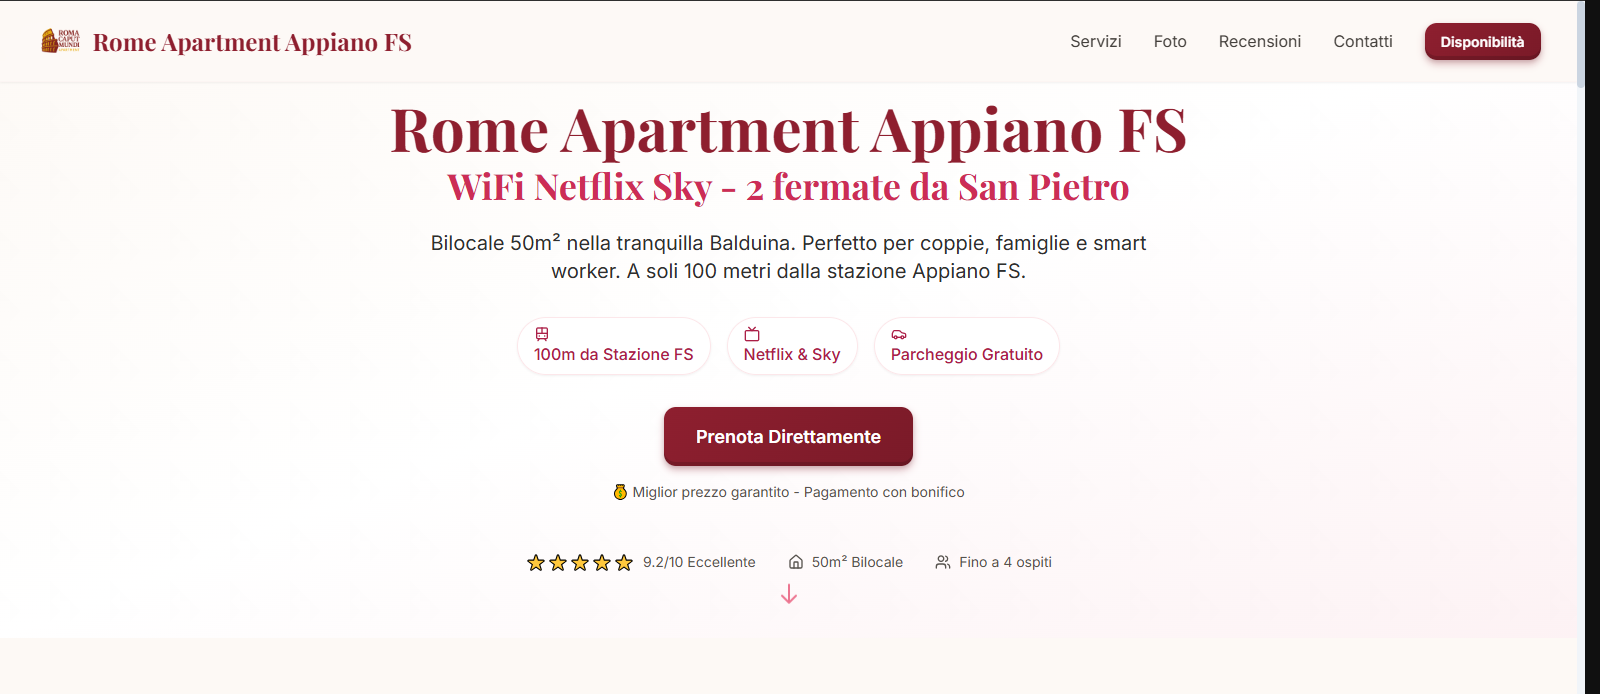 ROMA
CAPUT
MUNDI
Rome Apartment Appiano FS
Servizi
Foto
Recensioni
Contatti
Disponibilità
Rome Apartment Appiano FS
WiFi Netflix Sky - 2 fermate da San Pietro
Bilocale 50m² nella tranquilla Balduina. Perfetto per coppie, famiglie e smart
worker. A soli 100 metri dalla stazione Appiano FS.
100m da Stazione FS
Netflix & Sky
Parcheggio Gratuito
Prenota Direttamente
Miglior prezzo garantito - Pagamento con bonifico
9.2/10 Eccellente
50m² Bilocale
Fino a 4 ospiti